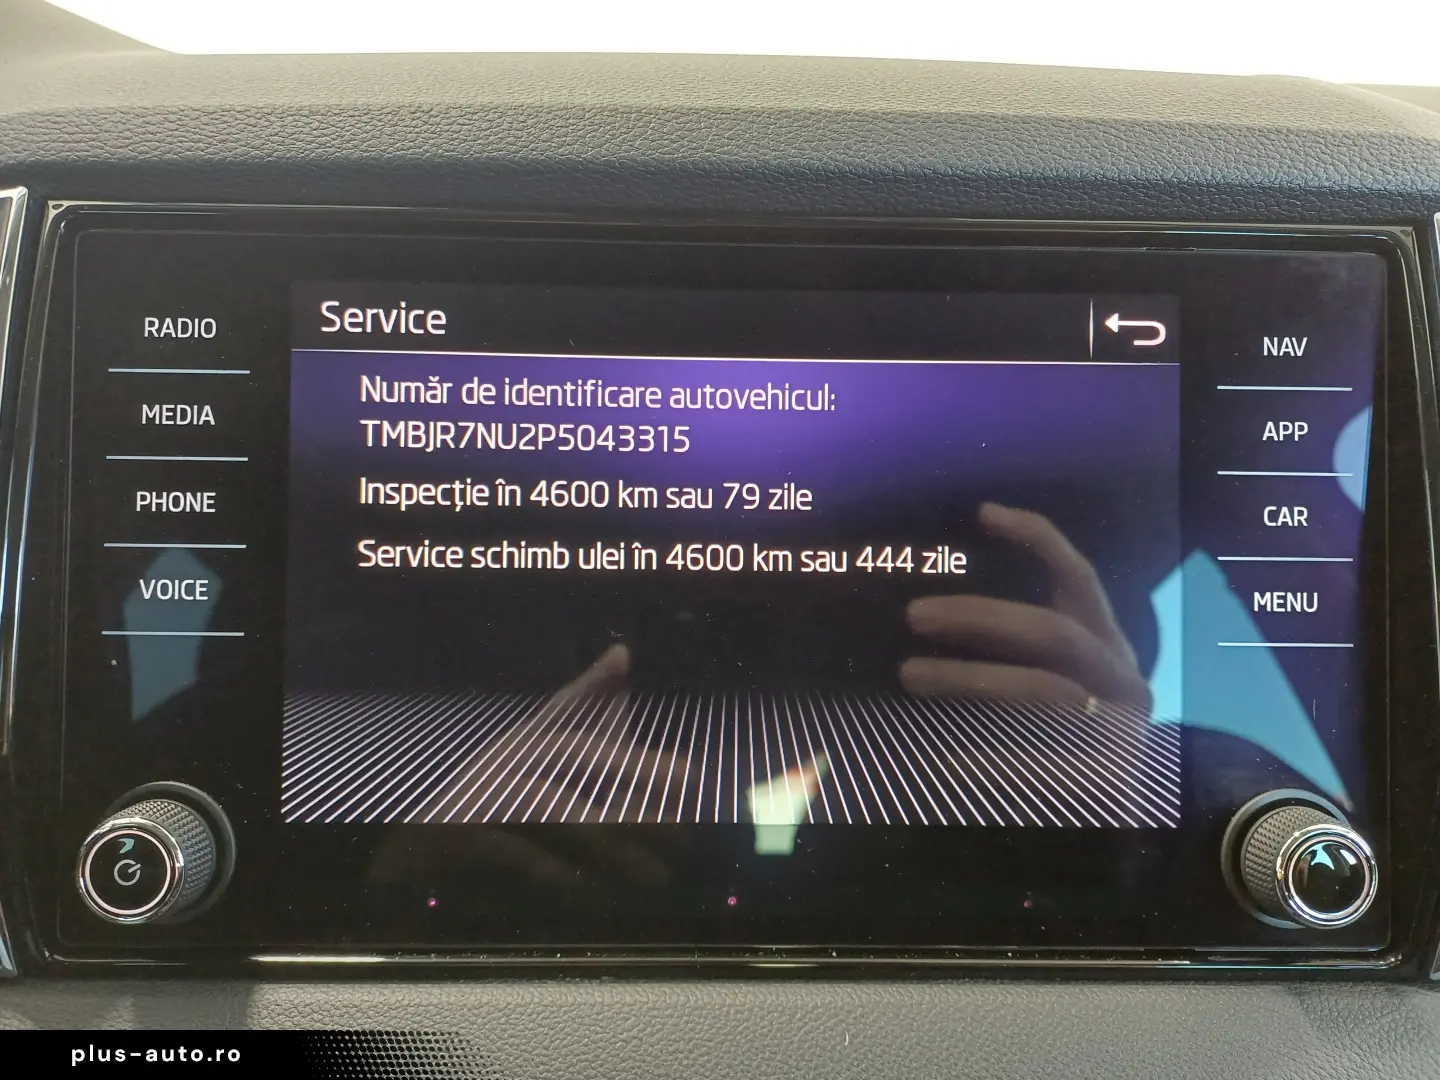 Service
RADIO
MEDIA
PHONE
VOICE
Număr de identificare autovehicul:
TMBJR7NU2P5043315
Inspecție în 4600 km sau 79 zile
Service schimb ulei în 4600 km sau 444 zile
NAV
APP
CAR
MENU
plus-auto.ro